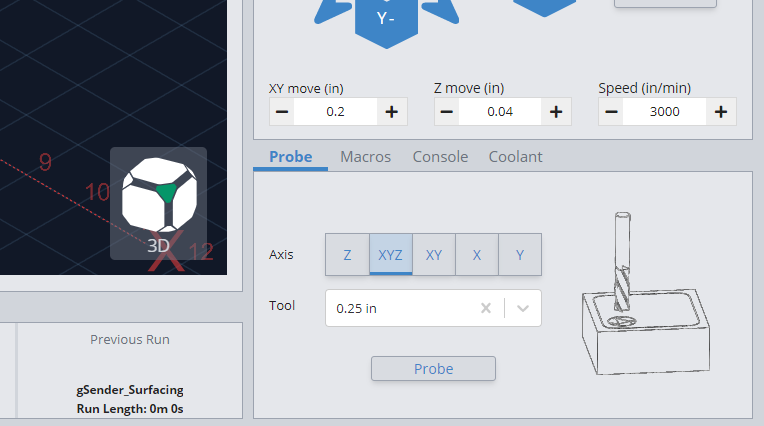 Y-
XY move (in)
Z move (in)
Speed (in/min)
− 0.2 +
− 0.04 +
− 3000 +
9
10
3D
X
12
Probe
Macros
Console
Coolant
Axis
Z
XYZ
XY
X
Y
Tool
0.25 in
Probe
Previous Run
gSender_Surfacing
Run Length: 0m 0s